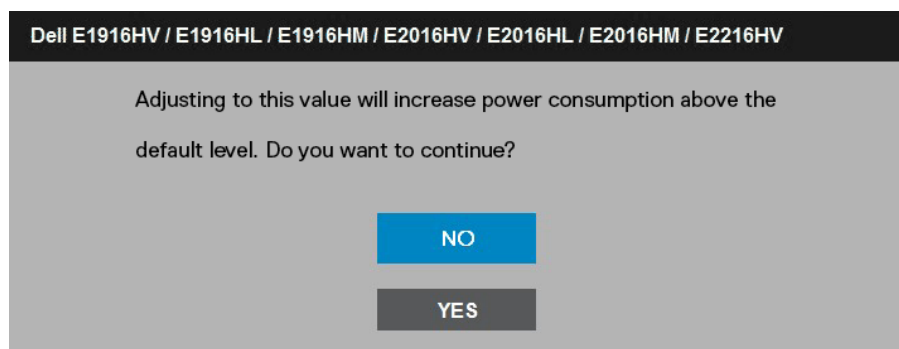 Dell E1916HV / E1916HL / E1916HM / E2016HV / E2016HL / E2016HM / E2216HV
Adjusting to this value will increase power consumption above the
default level. Do you want to continue?
NO
YES